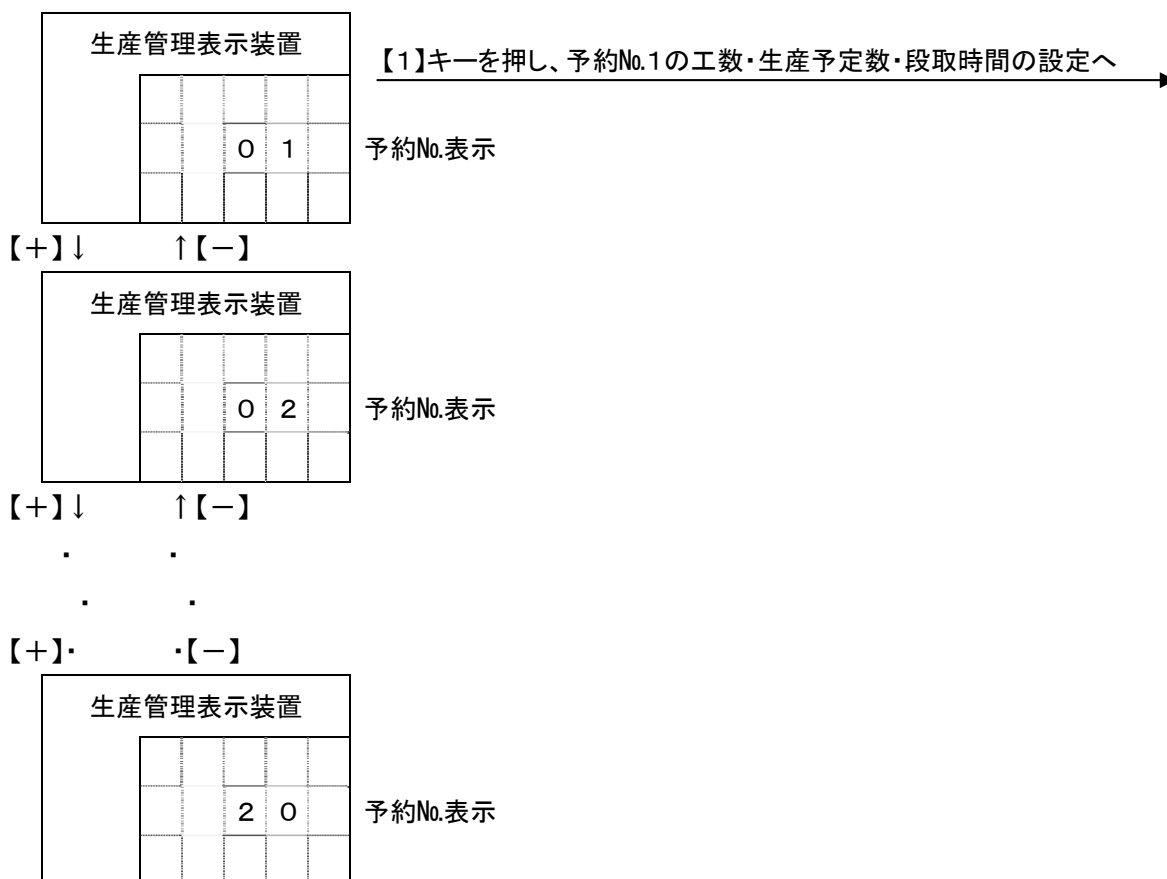 生産管理表示装置
【1】キーを押し、予約№1の工数・生産予定数・段取時間の設定へ
0 1
予約№表示
【+】↓ ↑【-】
生産管理表示装置
0 2
予約№表示
【+】↓ ↑【-】
・ ・
・ ・
【+】・ ・【-】
生産管理表示装置
2 0
予約№表示